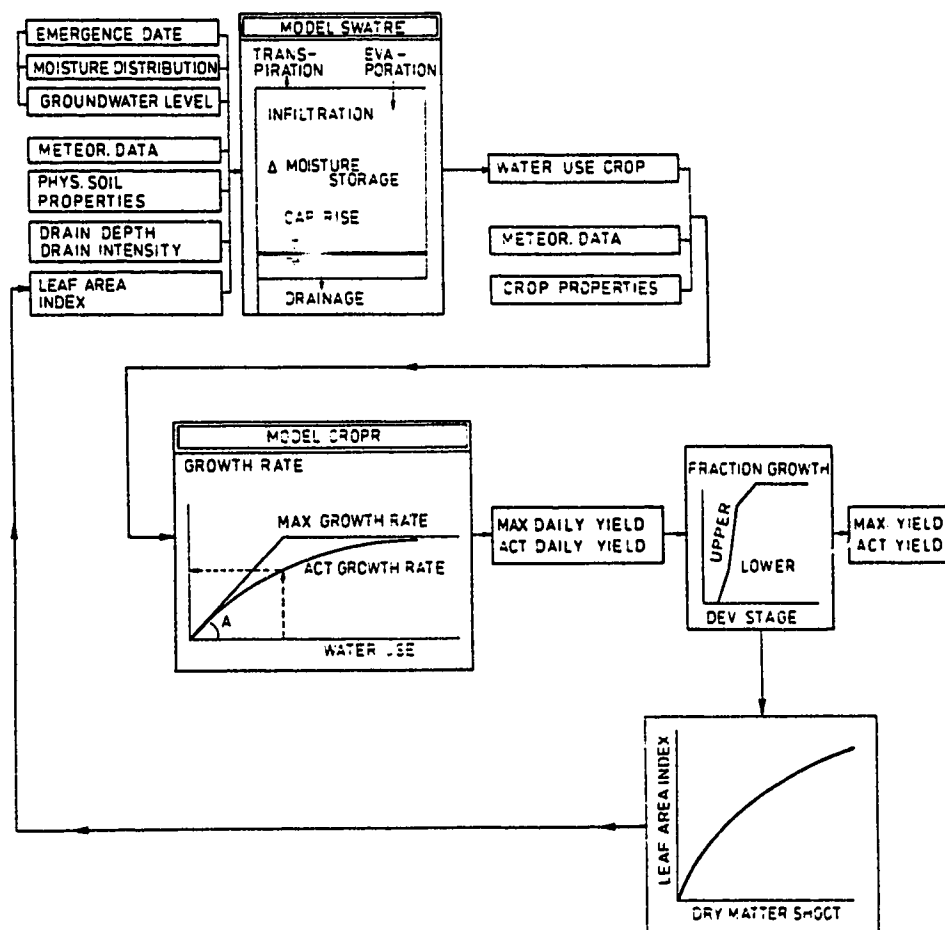 EMERGENCE DATE
MOISTURE DISTRIBUTION
GROUNDWATER LEVEL
METEOR. DATA
PHYS. SOIL
PROPERTIES
DRAIN DEPTH
DRAIN INTENSITY
LEAF AREA
INDEX
MODEL SWATRE
TRANS-
PIRATION
EVA-
PORATION
INFILTRATION
Δ MOISTURE
STORAGE
CAP RISE
DRAINAGE
WATER USE CROP
METEOR. DATA
CROP PROPERTIES
MODEL CROPR
GROWTH RATE
MAX GROWTH RATE
ACT GROWTH RATE
A
WATER USE
MAX DAILY YIELD
ACT DAILY YIELD
FRACTION GROWTH
UPPER
LOWER
DEV STAGE
MAX. YIELD
ACT YIELD
LEAF AREA INDEX
DRY MATTER SHOOT